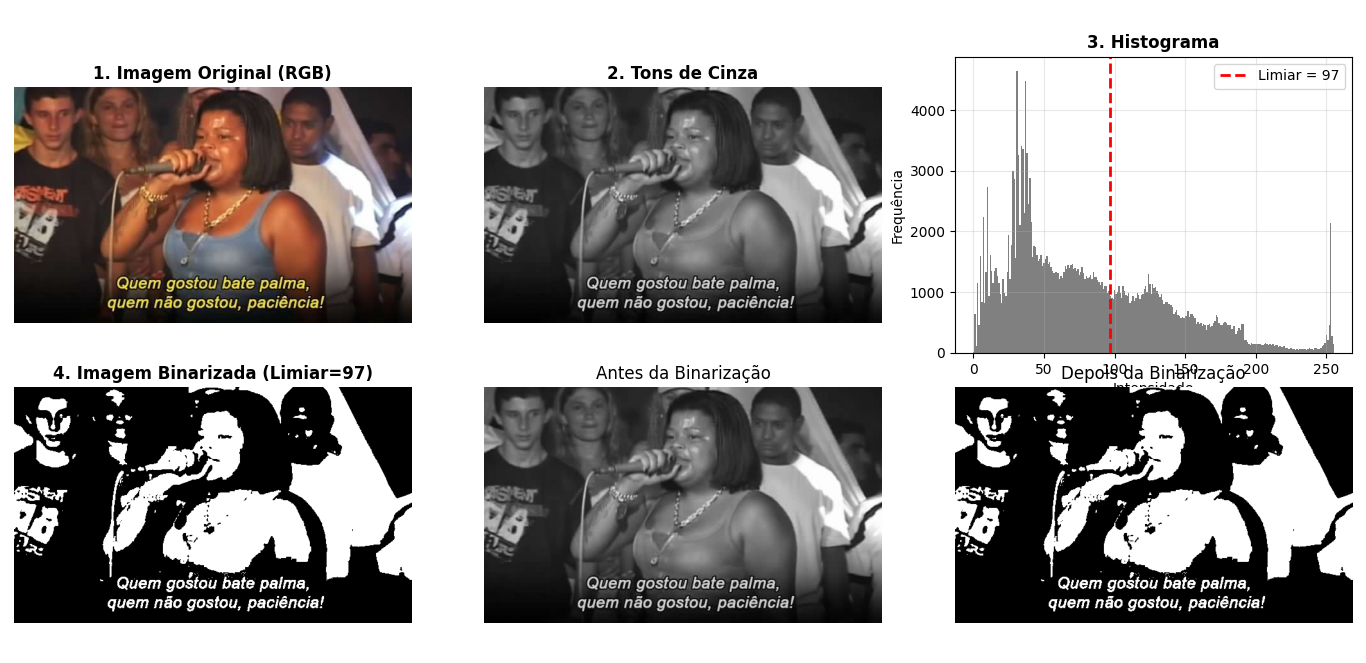 1. Imagem Original (RGB)
Quem gostou bate palma,
quem não gostou, paciência!
2. Tons de Cinza
Quem gostou bate palma,
quem não gostou, paciência!
3. Histograma
Limiar = 97
Frequência
4000
3000
2000
1000
0
0 50 100 150 200 250
4. Imagem Binarizada (Limiar=97)
Quem gostou bate palma,
quem não gostou, paciência!
Antes da Binarização
Quem gostou bate palma,
quem não gostou, paciência!
Intensidade
Depois da Binarização
Quem gostou bate palma,
quem não gostou, paciência!